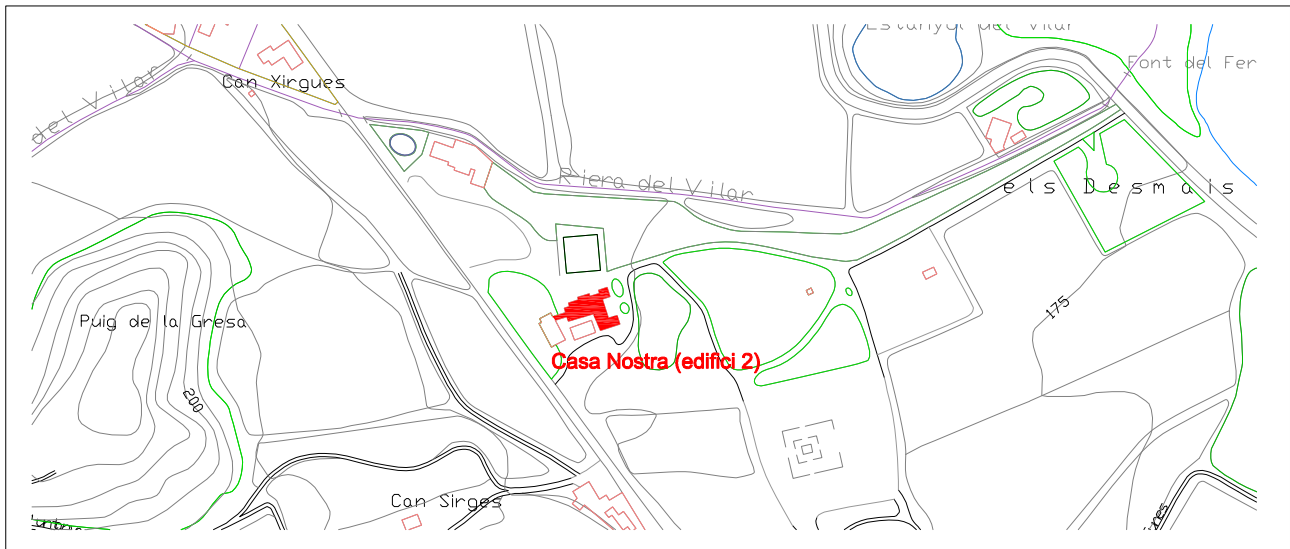 Estanyol del Vilar
Font del Fer
del Vilar
Can Xirgues
Riera del Vilar
els Desmais
175
Puig de la Gresa
Casa Nostra (edifici 2)
200
Can Sirges